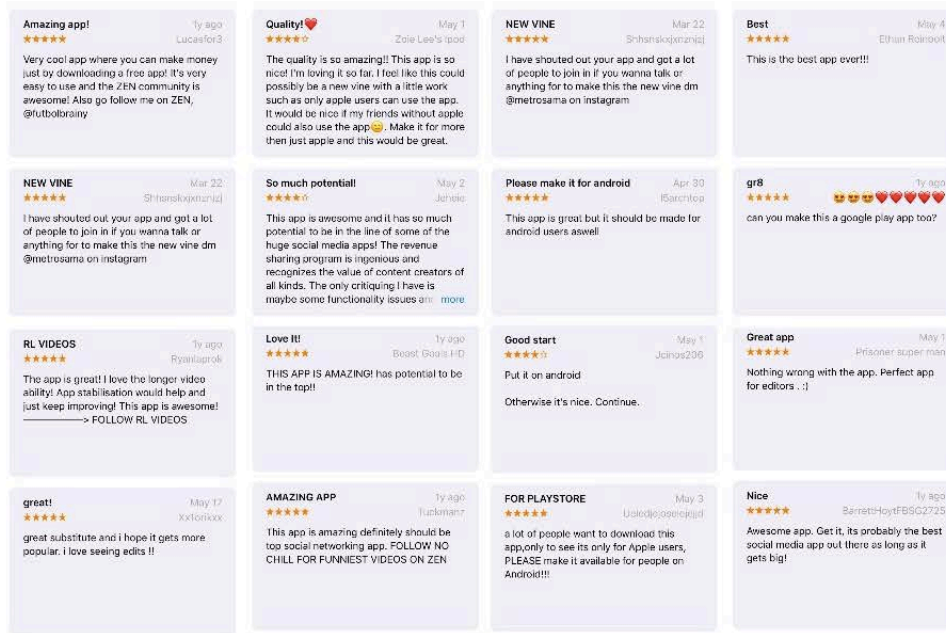 Amazing app!
1y ago
Lucasfor3
Very cool app where you can make money
just by downloading a free app! It's very
easy to use and the ZEN community is
awesome! Also go follow me on ZEN,
@futbolbrainy
Quality!❤️
May 1
Zoie Lee's Ipod
The quality is so amazing!! This app is so
nice! I'm loving it so far. I feel like this could
possibly be a new vine with a little work
such as only apple users can use the app.
It would be nice if my friends without apple
could also use the app😊. Make it for more
then just apple and this would be great.
NEW VINE
Mar 22
I have shouted out your app and got a lot
of people to join in if you wanna talk or
anything for to make this the new vine dm
@metrosama on instagram
Best
May 4
Ethan
This is the best app ever!!!
NEW VINE
Mar 22
I have shouted out your app and got a lot
of people to join in if you wanna talk or
anything for to make this the new vine dm
@metrosama on instagram
So much potential!
May 2
This app is awesome and it has so much
potential to be in the line of some of the
huge social media apps! The revenue
sharing program is ingenious and
recognizes the value of content creators of
all kinds. The only critiquing I have is
maybe some functionality issues an more
Please make it for android
Apr 30
This app is great but it should be made for
android users aswell
gr8
1y ago
😍😍😍❤️❤️❤️❤️❤️❤️
can you make this a google play app too?
RL VIDEOS
1y ago
Ryanlaprok
The app is great! I love the longer video
ability! App stabilisation would help and
just keep improving! This app is awesome!
—————> FOLLOW RL VIDEOS
Love It!
1y ago
Beast Goals HD
THIS APP IS AMAZING! has potential to be
in the top!!
Good start
May 1
Put it on android
Otherwise it's nice. Continue.
Great app
May 1
Prisoner super man
Nothing wrong with the app. Perfect app
for editors . :)
great!
May 17
great substitute and i hope it gets more
popular. i love seeing edits !!
AMAZING APP
1y ago
Tuckmanz
This app is amazing definitely should be
top social networking app. FOLLOW NO
CHILL FOR FUNNIEST VIDEOS ON ZEN
FOR PLAYSTORE
May 3
a lot of people want to download this
app,only to see its only for Apple users,
PLEASE make it available for people on
Android!!!
Nice
1y ago
BarrettHoytFBSG2725
Awesome app. Get it, its probably the best
social media app out there as long as it
gets big!